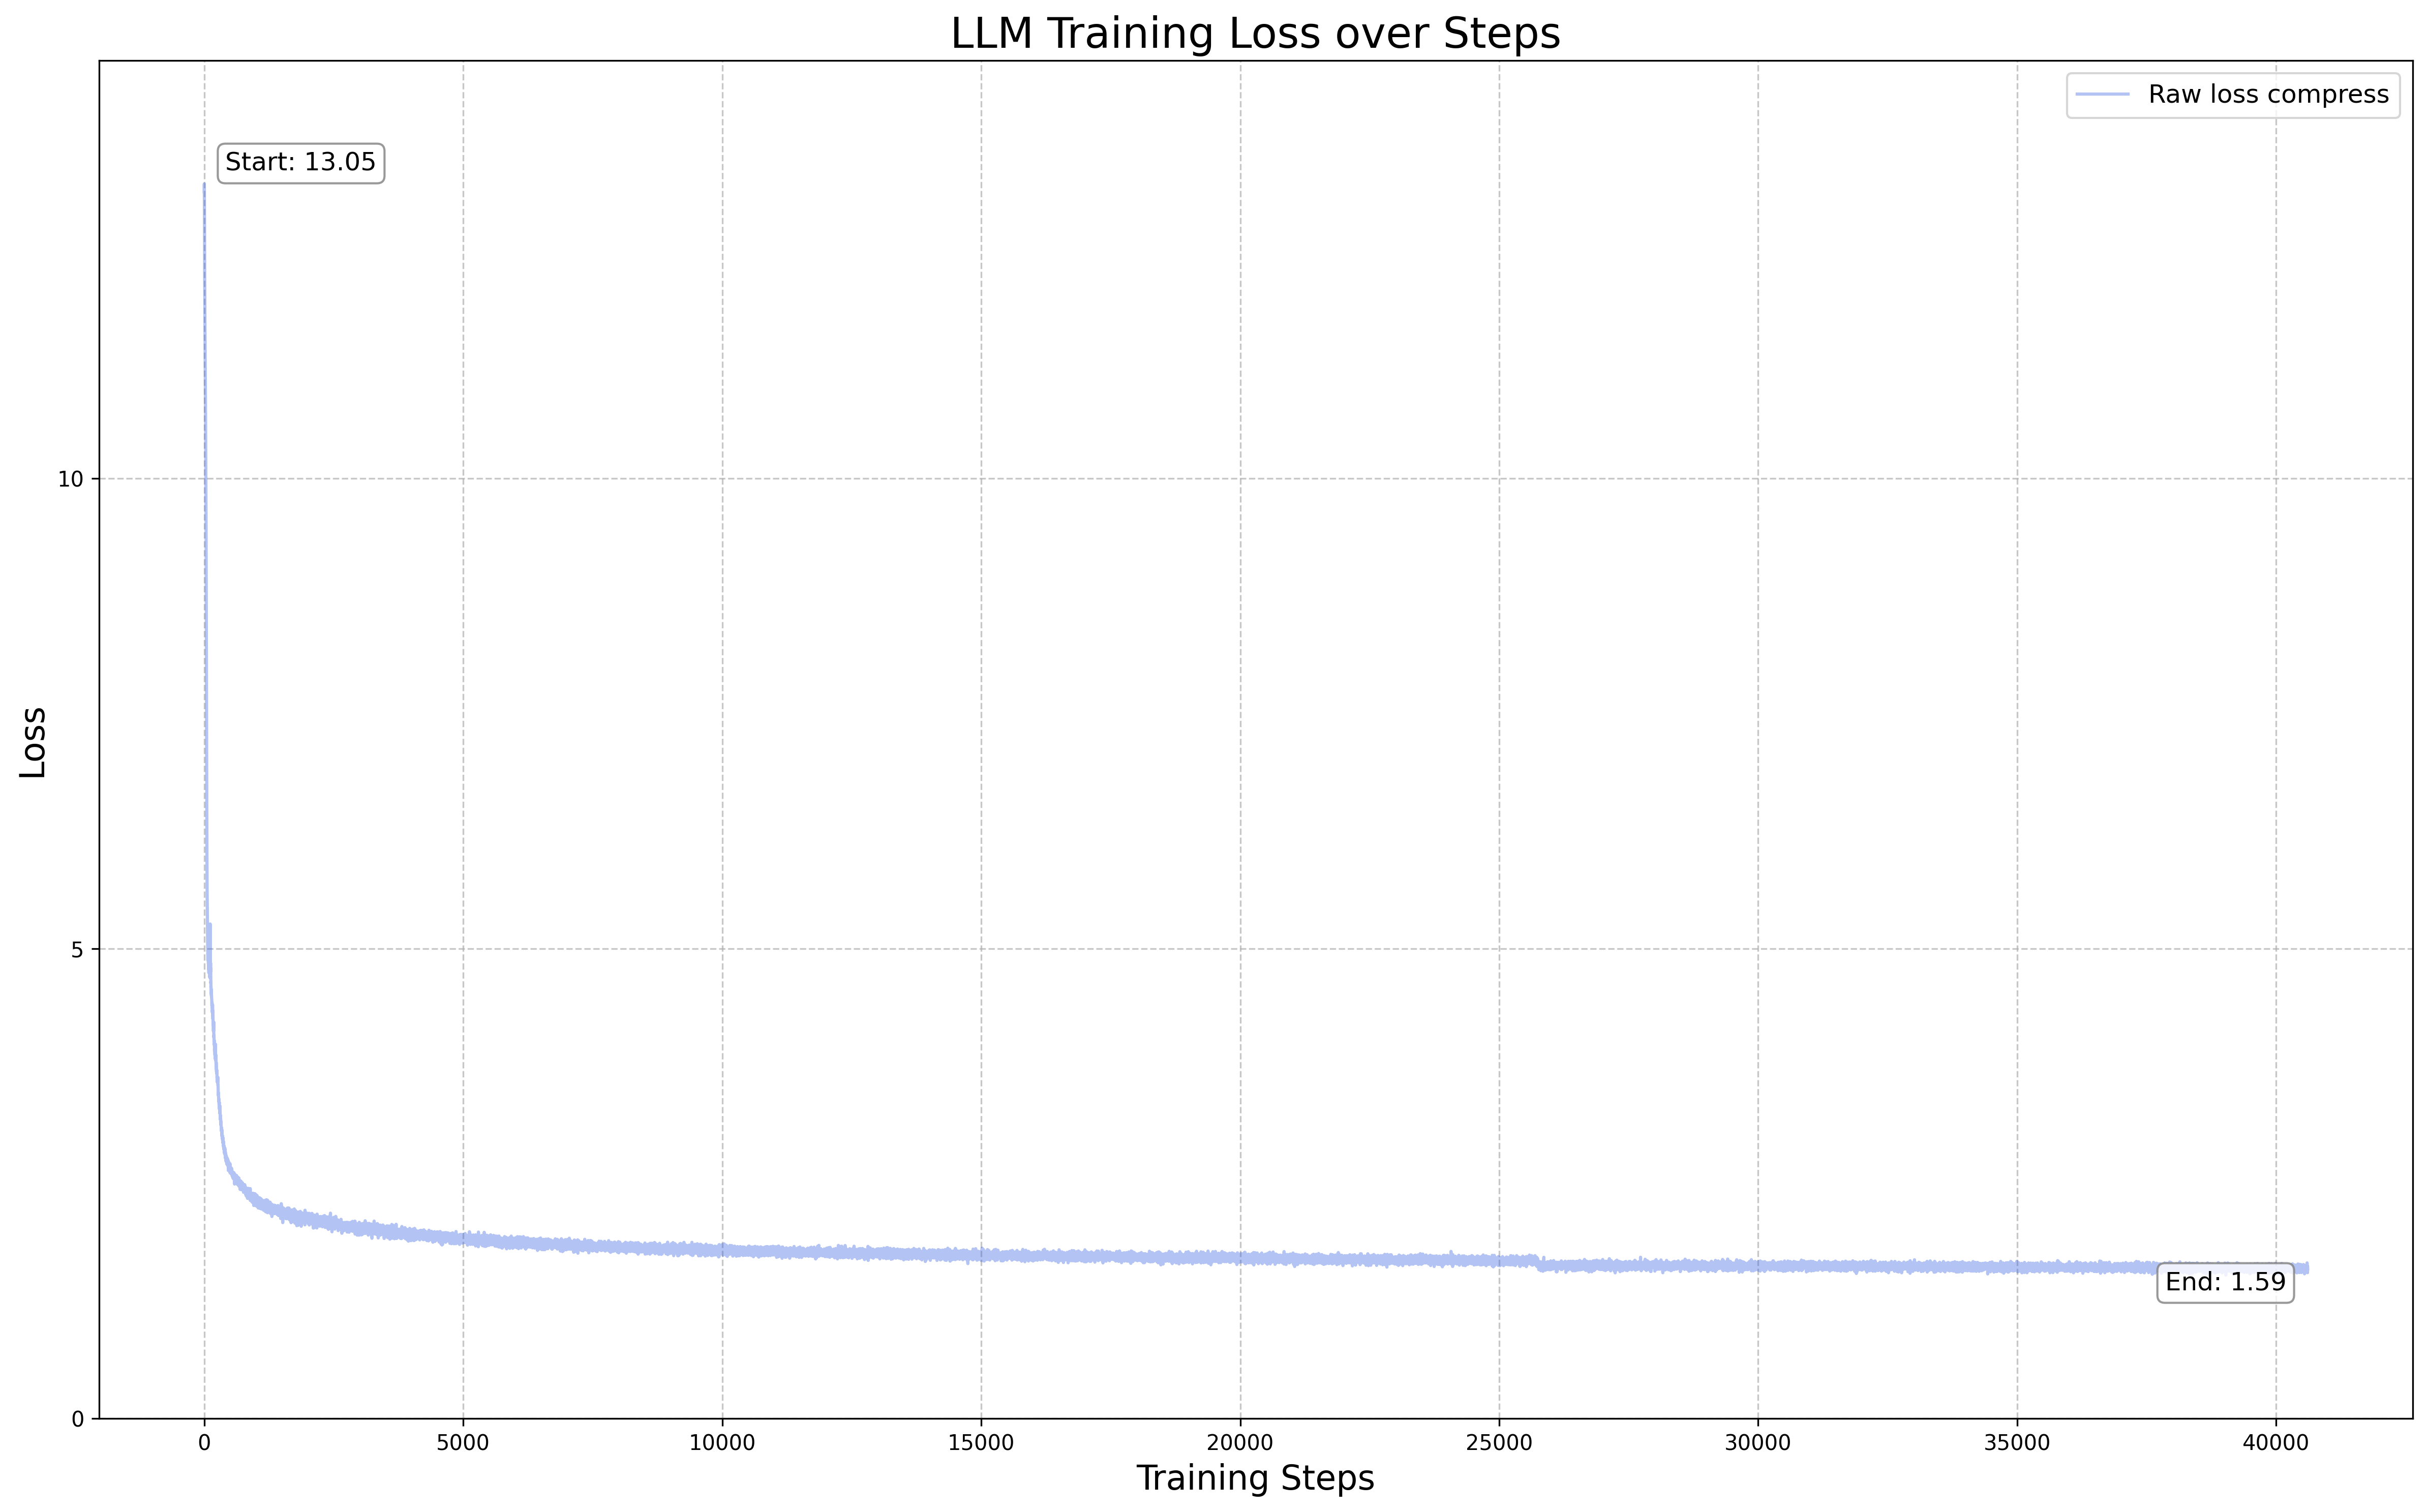 LLM Training Loss over Steps
Raw loss compress
Start: 13.05
10
5
0
Loss
End: 1.59
0 5000 10000 15000 20000 25000 30000 35000 40000
Training Steps